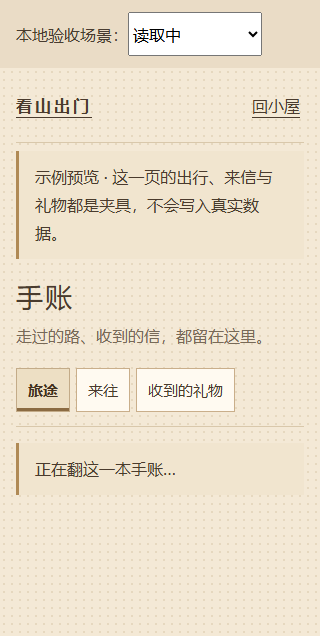 本地验收场景： 读取中
看山出门 回小屋
示例预览 · 这一页的出行、来信与
礼物都是夹具，不会写入真实数
据。
手账
走过的路、收到的信，都留在这里。
旅途 来往 收到的礼物
正在翻这一本手账…